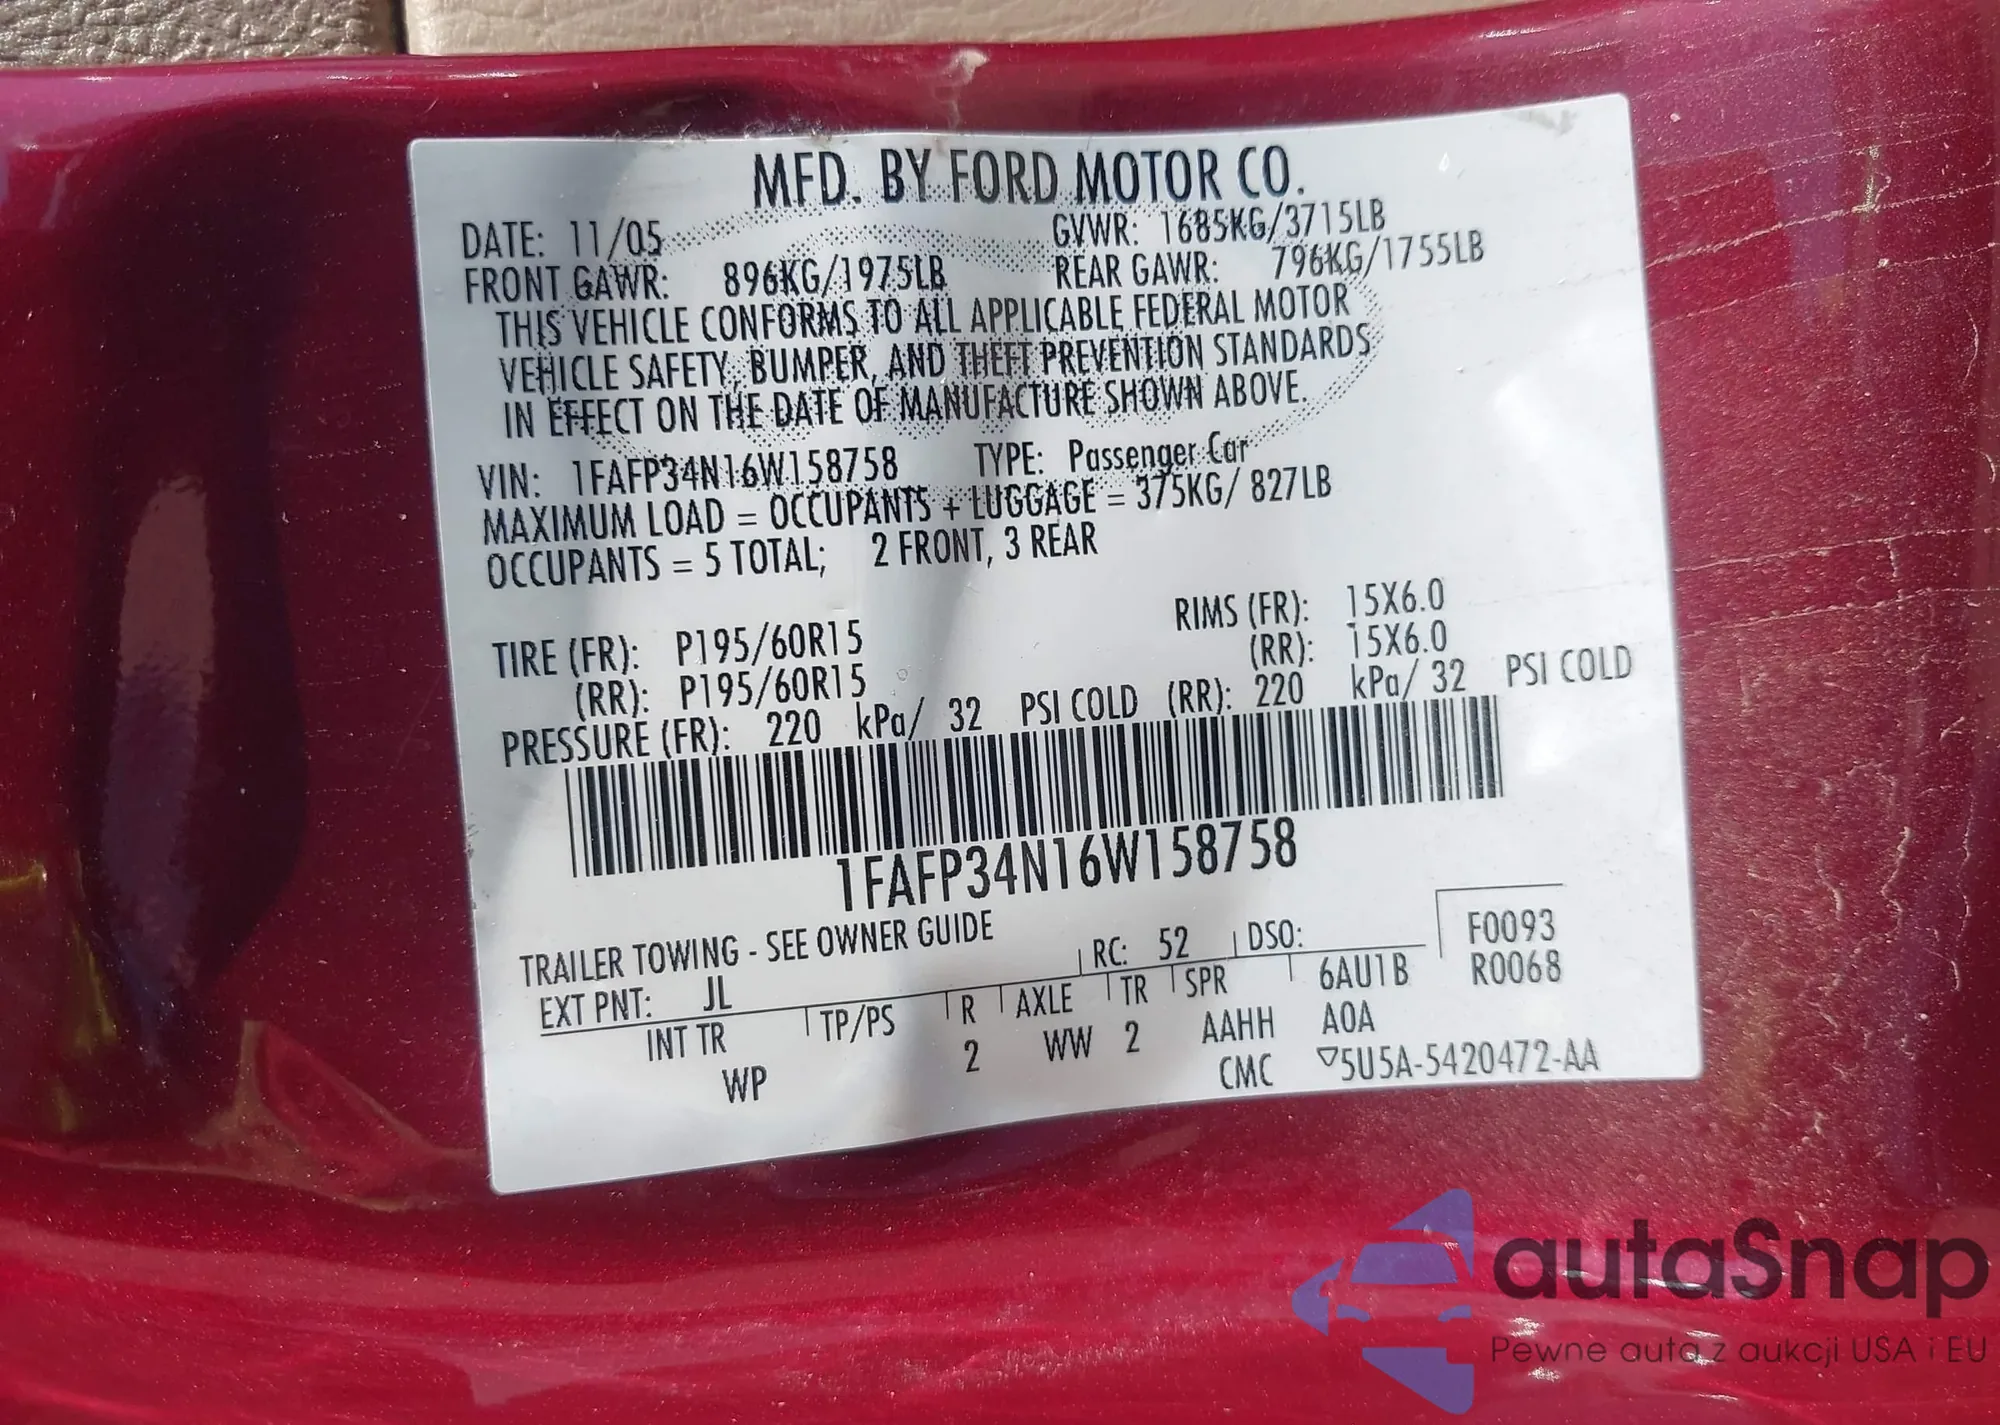 MFD. BY FORD MOTOR CO.
DATE: 11/05 GVWR: 1685KG/3715LB
FRONT GAWR: 896KG/1975LB REAR GAWR: 796KG/1755LB
THIS VEHICLE CONFORMS TO ALL APPLICABLE FEDERAL MOTOR
VEHICLE SAFETY, BUMPER, AND THEFT PREVENTION STANDARDS
IN EFFECT ON THE DATE OF MANUFACTURE SHOWN ABOVE.
VIN: 1FAFP34N16W158758 TYPE: Passenger Car
MAXIMUM LOAD = OCCUPANTS + LUGGAGE = 375KG/ 827LB
OCCUPANTS = 5 TOTAL; 2 FRONT, 3 REAR
TIRE (FR): P195/60R15 RIMS (FR): 15X6.0
(RR): P195/60R15 (RR): 15X6.0
PRESSURE (FR): 220 kPa/ 32 PSI COLD (RR): 220 kPa/ 32 PSI COLD
1FAFP34N16W158758
TRAILER TOWING - SEE OWNER GUIDE
EXT PNT: JL RC: 52 DSO: F0093
INT TR TP/PS R AXLE TR SPR 6AU1B R0068
WP 2 WW 2 AAHH A0A
CMC ▽5U5A-5420472-AA
autaSnap
Pewne auta z aukcji USA i EU